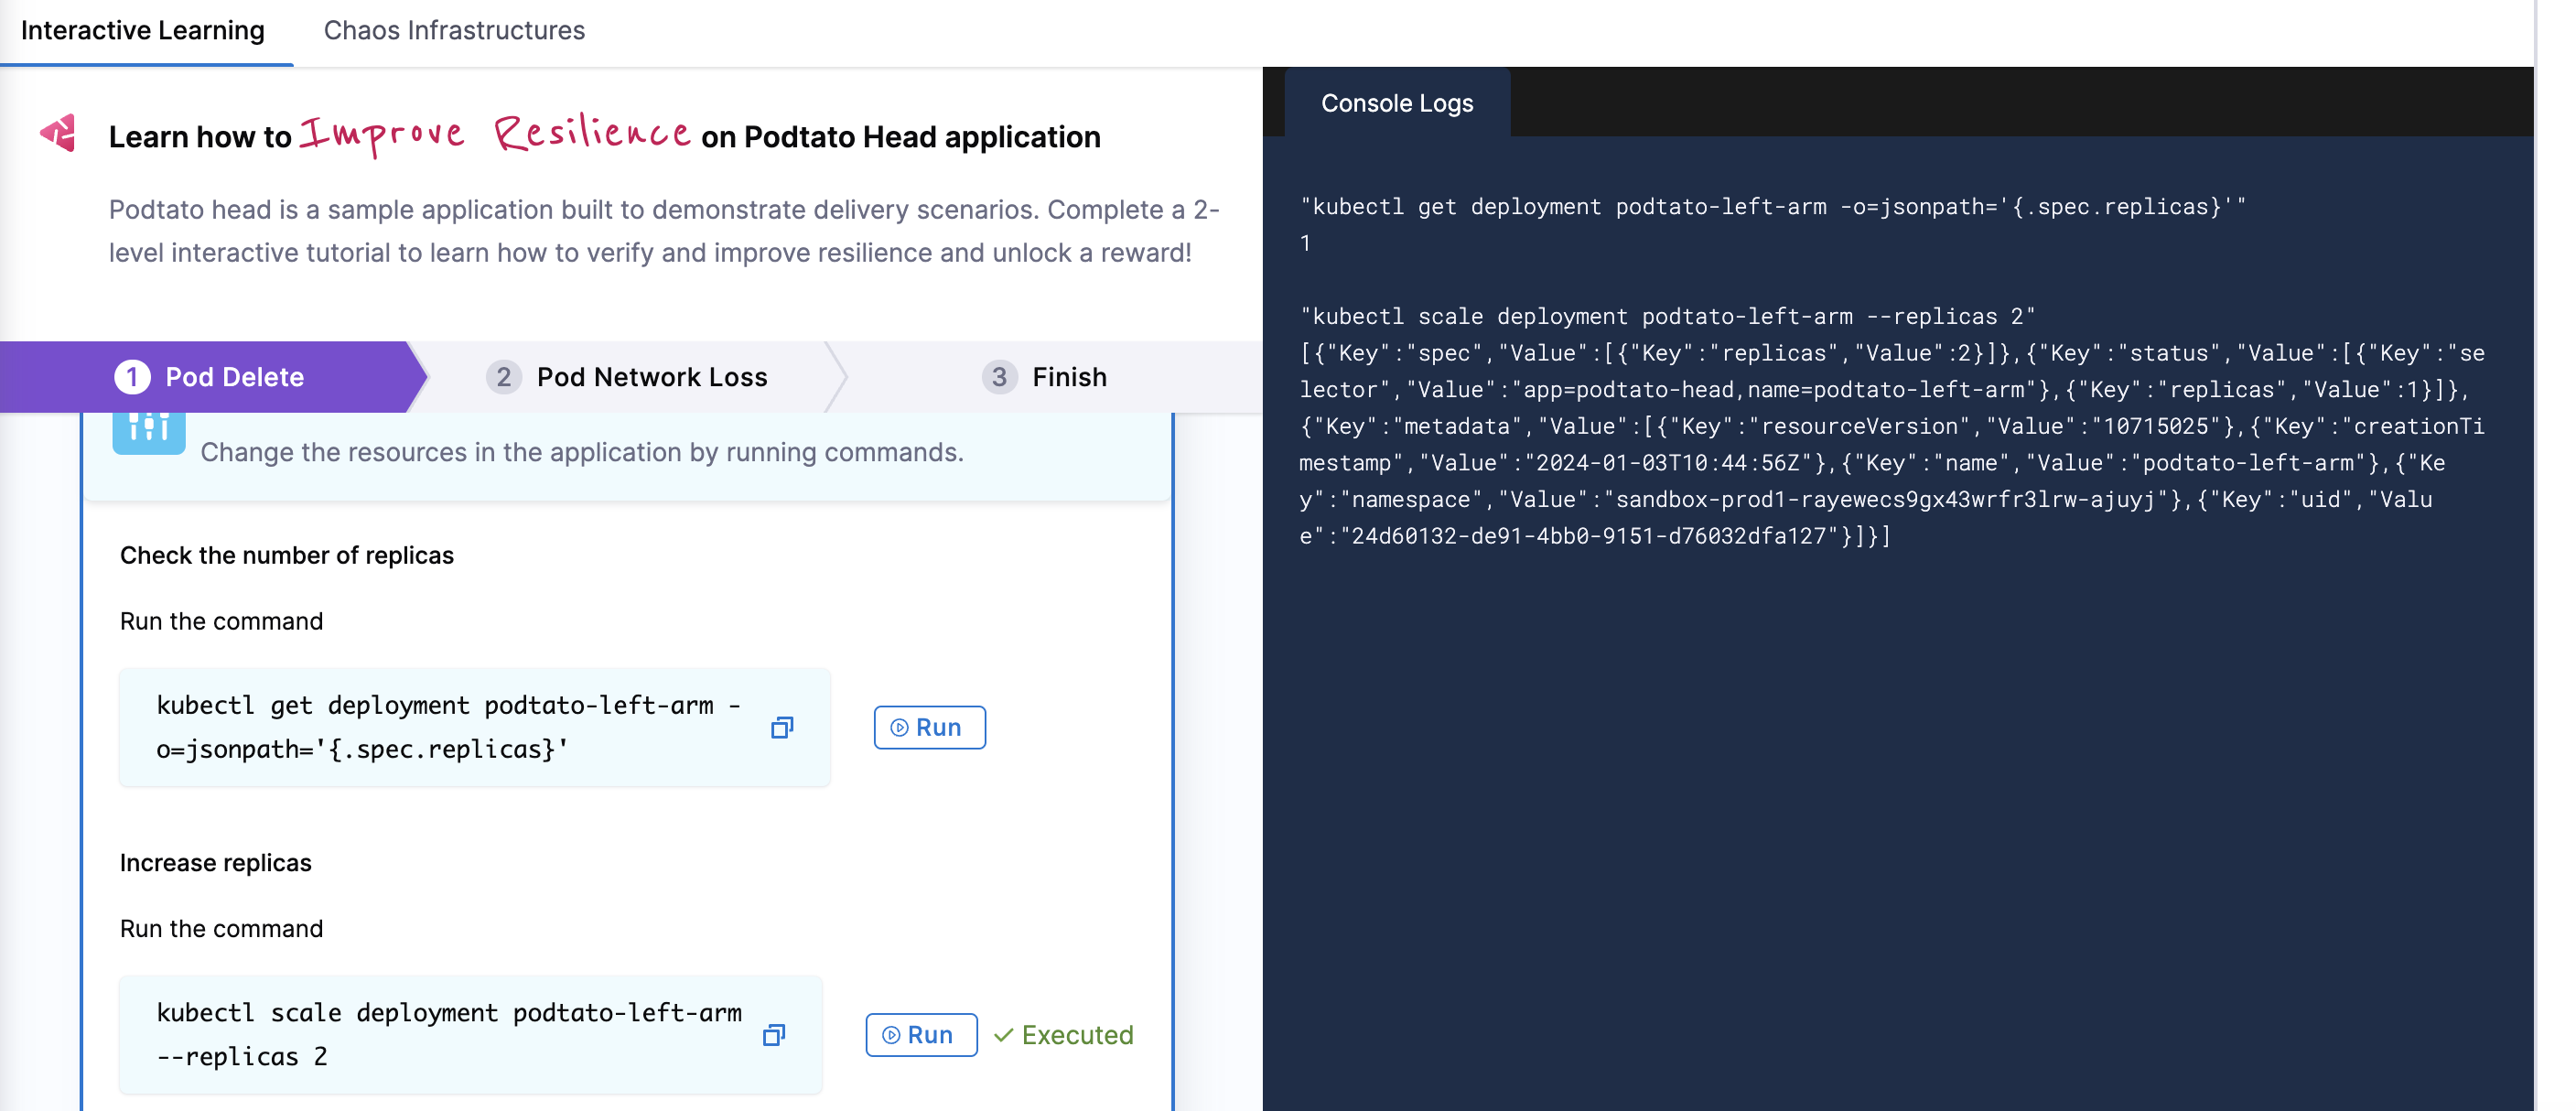 Interactive Learning
Chaos Infrastructures
Learn how to Improve Resilience on Podtato Head application
Podtato head is a sample application built to demonstrate delivery scenarios. Complete a 2-
level interactive tutorial to learn how to verify and improve resilience and unlock a reward!
1 Pod Delete
2 Pod Network Loss
3 Finish
Change the resources in the application by running commands.
Check the number of replicas
Run the command
kubectl get deployment podtato-left-arm -
o=jsonpath='{.spec.replicas}'
Run
Increase replicas
Run the command
kubectl scale deployment podtato-left-arm
--replicas 2
Run
Executed
Console Logs
"kubectl get deployment podtato-left-arm -o=jsonpath='{.spec.replicas}'"
1
"kubectl scale deployment podtato-left-arm --replicas 2"
[{"Key":"spec","Value":[{"Key":"replicas","Value":2}]},{"Key":"status","Value":[{"Key":"se
lector","Value":"app=podtato-head,name=podtato-left-arm"},{"Key":"replicas","Value":1}]},
{"Key":"metadata","Value":[{"Key":"resourceVersion","Value":"10715025"},{"Key":"creationTi
mestamp","Value":"2024-01-03T10:44:56Z"},{"Key":"name","Value":"podtato-left-arm"},{"Ke
y":"namespace","Value":"sandbox-prod1-rayewecs9gx43wrfr3lrw-ajuyj"},{"Key":"uid","Valu
e":"24d60132-de91-4bb0-9151-d76032dfa127"}]}]